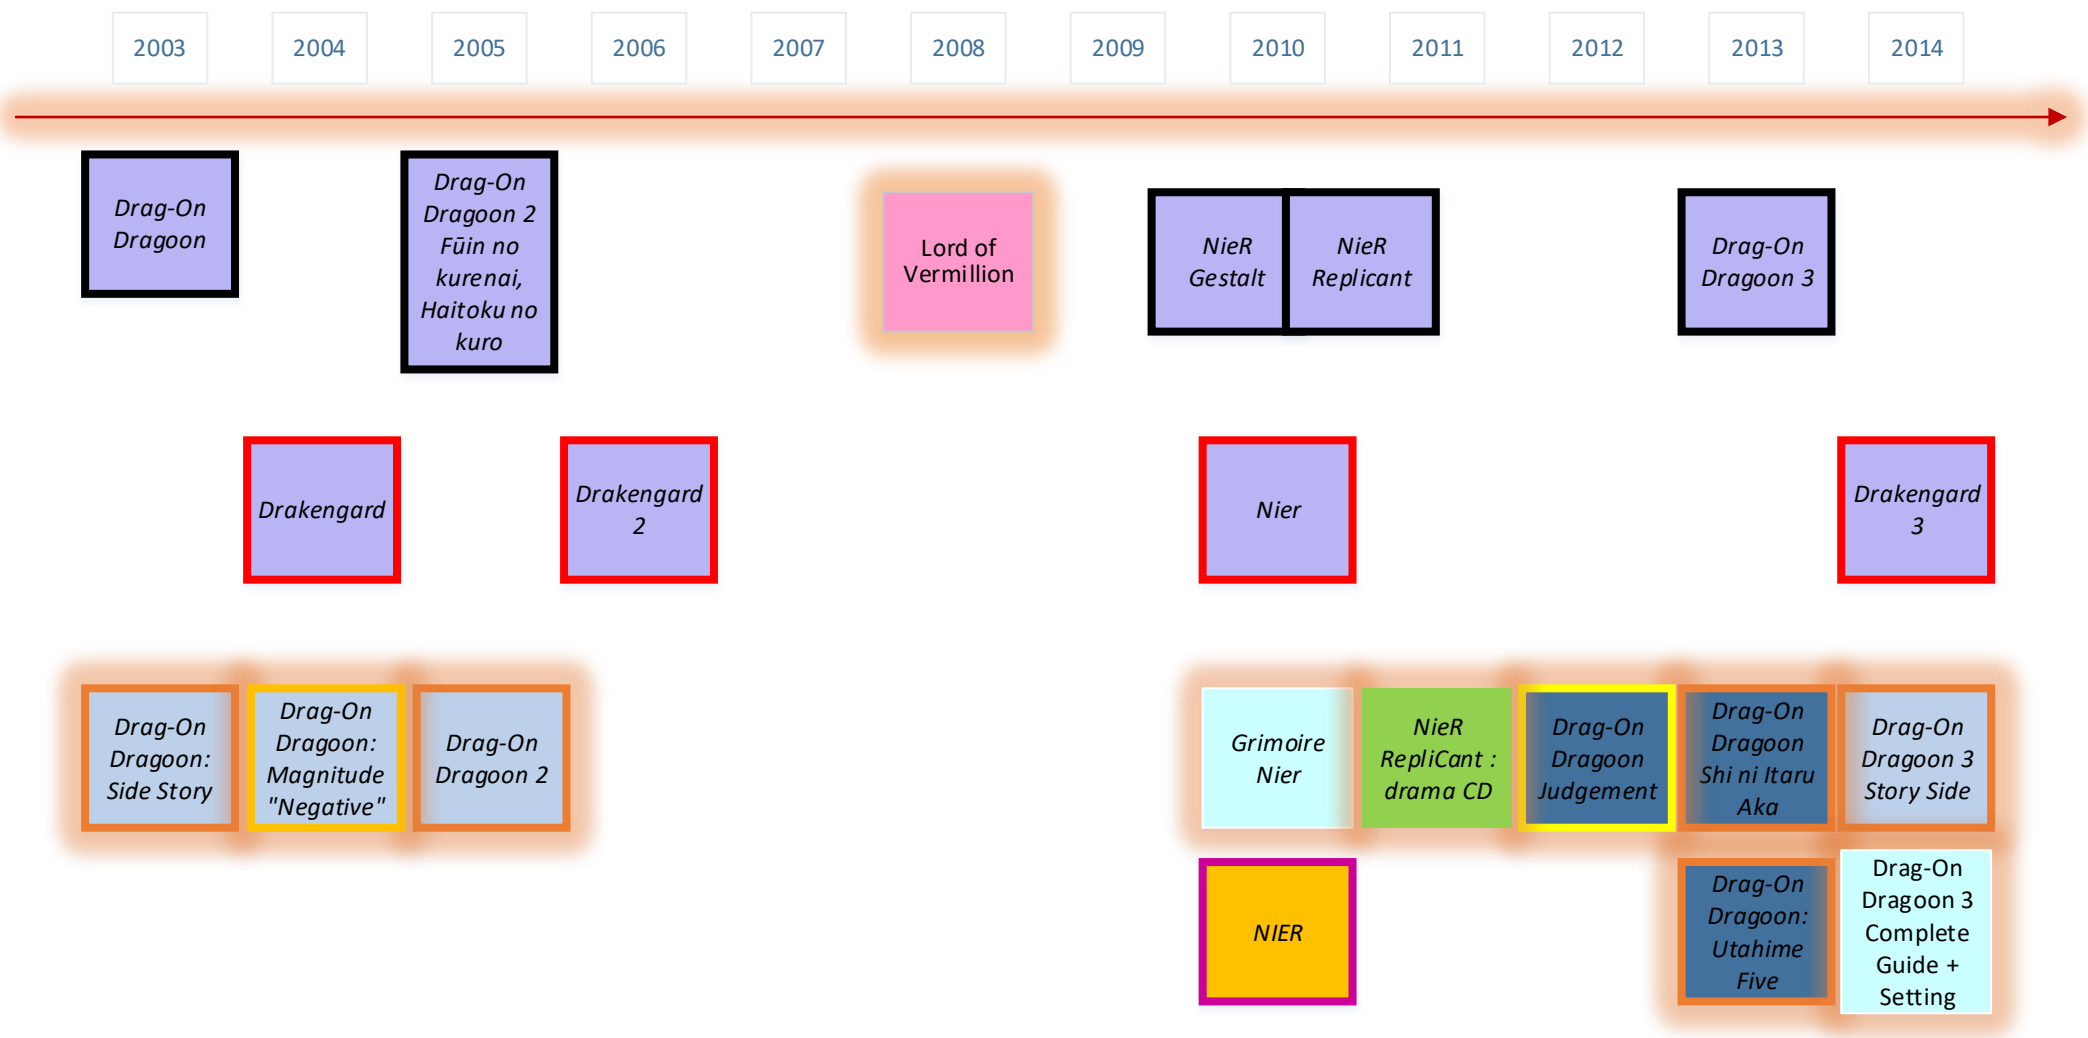 2003
2004
2005
2006
2007
2008
2009
2010
2011
2012
2013
2014
Drag-On
Dragoon
Drag-On
Dragoon 2
Fūin no
kurenai,
Haitoku no
kuro
Lord of
Vermillion
NieR
Gestalt
NieR
Replicant
Drag-On
Dragoon 3
Drakengard
Drakengard
2
Nier
Drakengard
3
Drag-On
Dragoon:
Side Story
Drag-On
Dragoon:
Magnitude
"Negative"
Drag-On
Dragoon 2
Grimoire
Nier
NieR
RepliCant :
drama CD
Drag-On
Dragoon
Judgement
Drag-On
Dragoon
Shi ni Itaru
Aka
Drag-On
Dragoon 3
Story Side
NIER
Drag-On
Dragoon:
Utahime
Five
Drag-On
Dragoon 3
Complete
Guide +
Setting